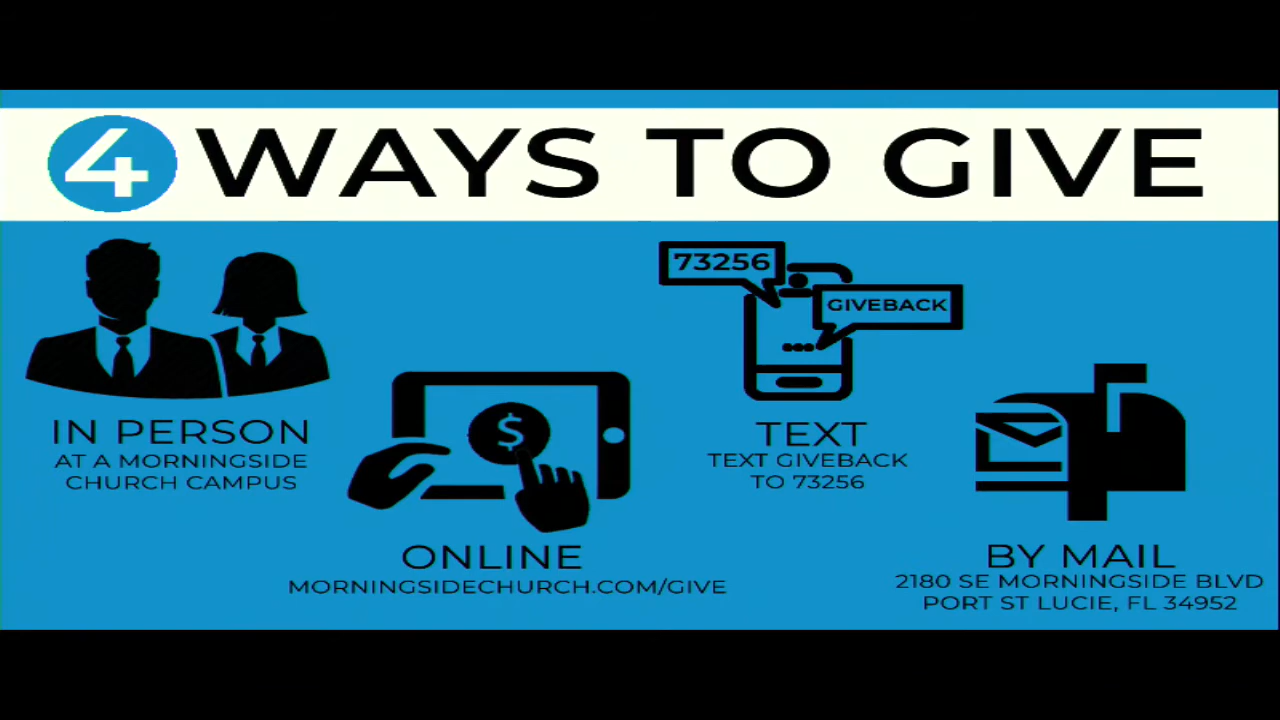 4 WAYS TO GIVE
IN PERSON
AT A MORNINGSIDE
CHURCH CAMPUS
$
ONLINE
MORNINGSIDECHURCH.COM/GIVE
73256
GIVEBACK
TEXT
TEXT GIVEBACK
TO 73256
BY MAIL
2180 SE MORNINGSIDE BLVD
PORT ST LUCIE, FL 34952